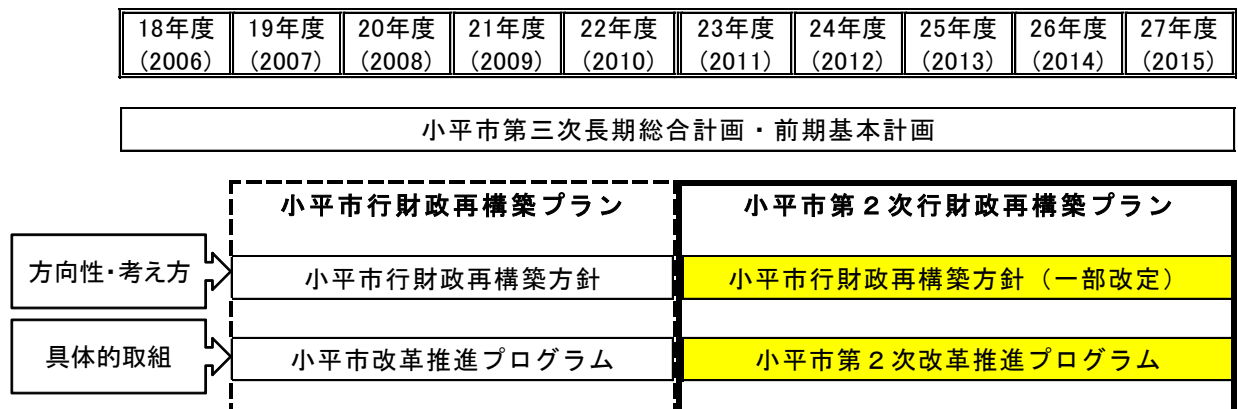 18年度 19年度 20年度 21年度 22年度 23年度 24年度 25年度 26年度 27年度
(2006) (2007) (2008) (2009) (2010) (2011) (2012) (2013) (2014) (2015)
小平市第三次長期総合計画・前期基本計画
小平市行財政再構築プラン 小平市第２次行財政再構築プラン
方向性・考え方 小平市行財政再構築方針 小平市行財政再構築方針（一部改定）
具体的取組 小平市改革推進プログラム 小平市第２次改革推進プログラム